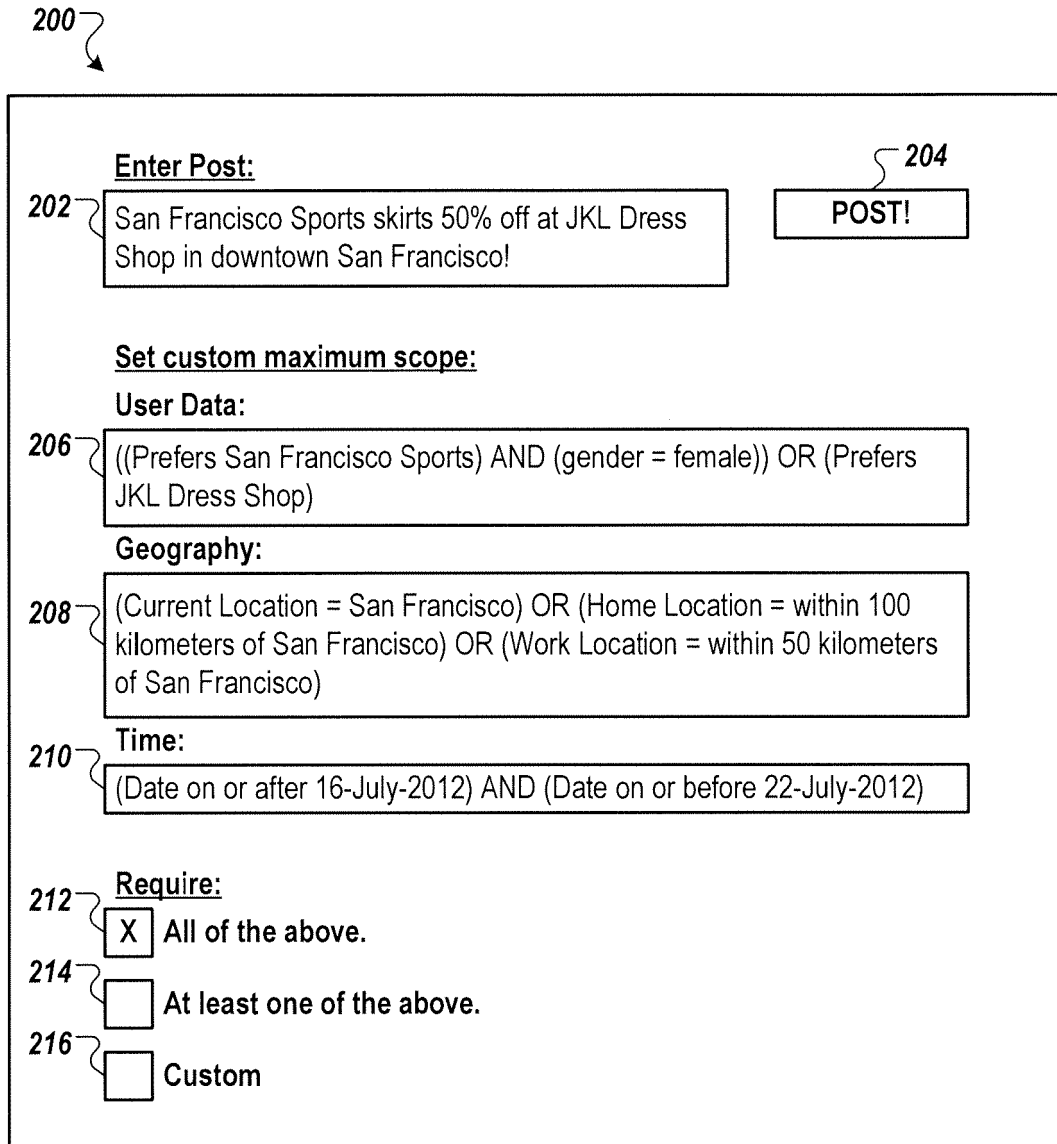 200
Enter Post:
204
202
San Francisco Sports skirts 50% off at JKL Dress
Shop in downtown San Francisco!
POST!
Set custom maximum scope:
User Data:
206
((Prefers San Francisco Sports) AND (gender = female)) OR (Prefers
JKL Dress Shop)
Geography:
208
(Current Location = San Francisco) OR (Home Location = within 100
kilometers of San Francisco) OR (Work Location = within 50 kilometers
of San Francisco)
Time:
210
(Date on or after 16-July-2012) AND (Date on or before 22-July-2012)
Require:
212
X All of the above.
214
At least one of the above.
216
Custom